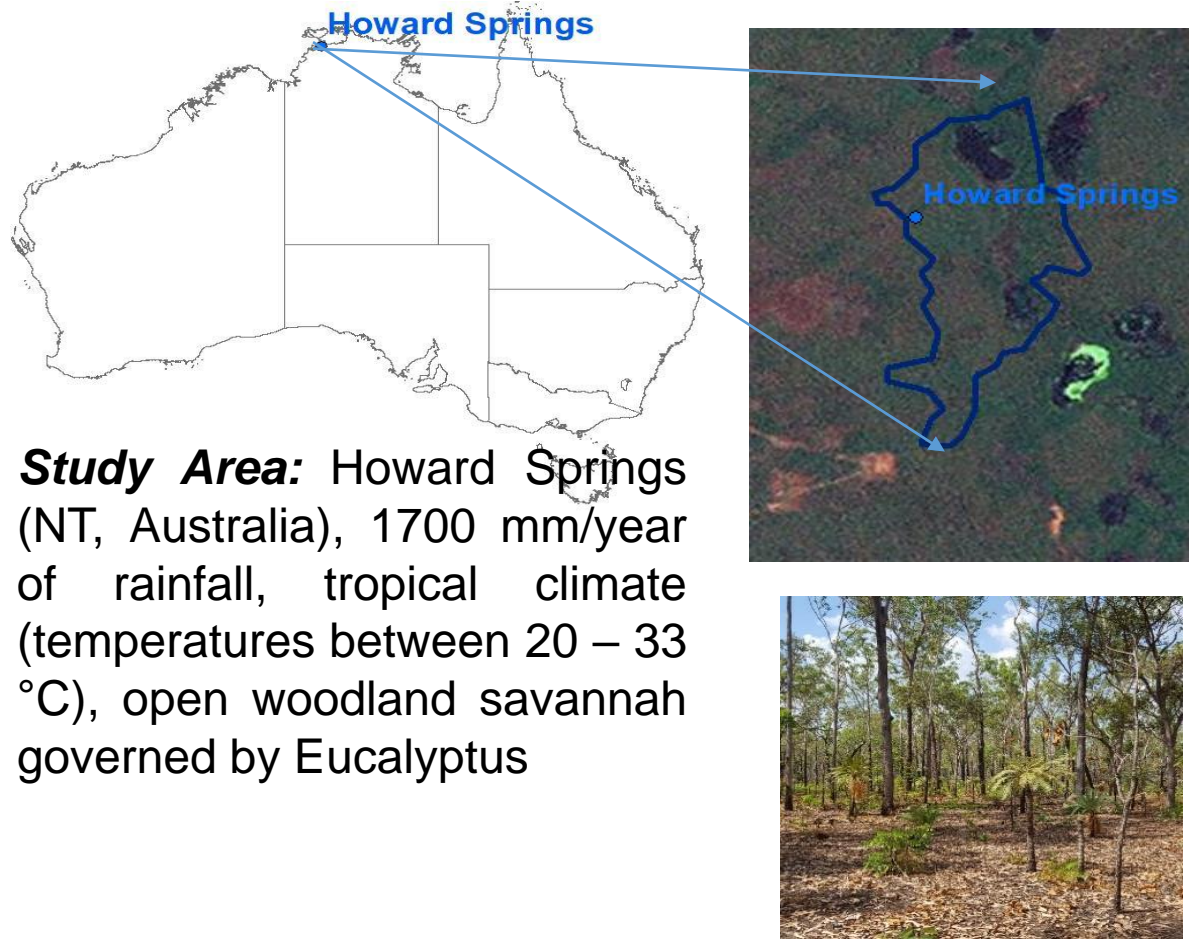 Howard Springs
Howard Springs
Study Area: Howard Springs
(NT, Australia), 1700 mm/year
of rainfall, tropical climate
(temperatures between 20 – 33
°C), open woodland savannah
governed by Eucalyptus